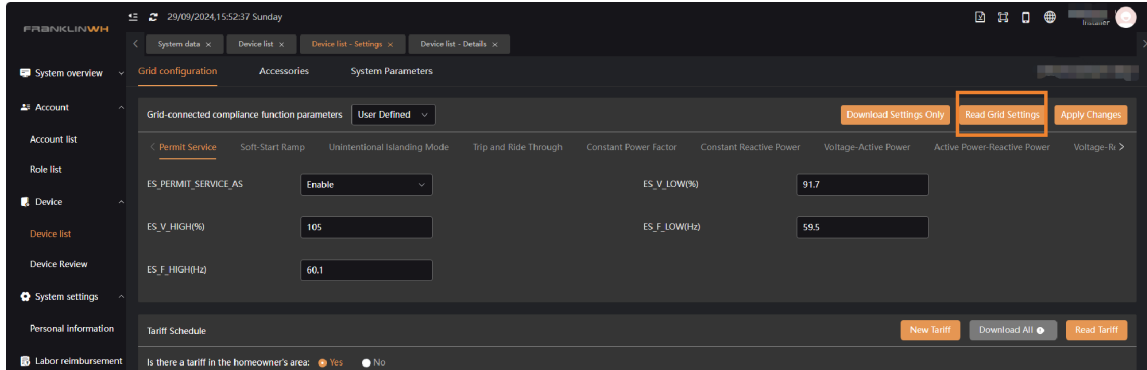 FRANKLINWH
29/09/2024,15:52:37 Sunday
Installer
System data ×
Device list ×
Device list - Settings ×
Device list - Details ×
System overview
Grid configuration
Accessories
System Parameters
Account
Grid-connected compliance function parameters
User Defined
Download Settings Only
Read Grid Settings
Apply Changes
Account list
Permit Service
Soft-Start Ramp
Unintentional Islanding Mode
Trip and Ride Through
Constant Power Factor
Constant Reactive Power
Voltage-Active Power
Active Power-Reactive Power
Voltage-Re
Role list
ES_PERMIT_SERVICE_AS
Enable
ES_V_LOW(%)
91.7
Device
ES_V_HIGH(%)
105
ES_F_LOW(Hz)
59.5
Device list
Device Review
ES_F_HIGH(Hz)
60.1
System settings
Personal information
Tariff Schedule
New Tariff
Download All
Read Tariff
Labor reimbursement
Is there a tariff in the homeowner's area:
Yes
No